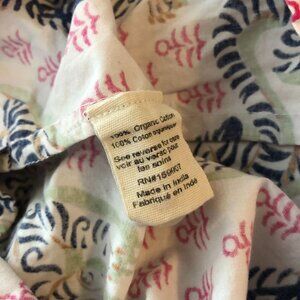 100% Organic Cotton
100% Coton biologique
See reverse for care
voir au verso pour
les soins
RN#159907
Made in India
Fabriqué en Inde